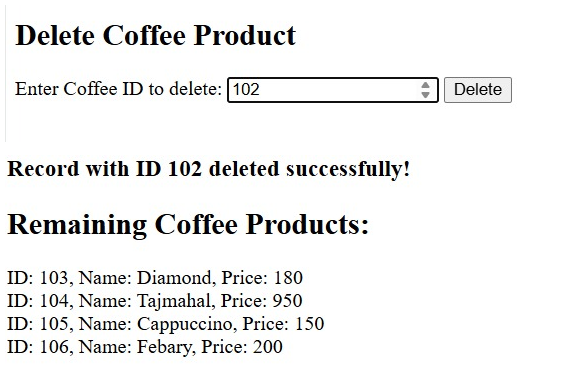 Delete Coffee Product
Enter Coffee ID to delete: 102 Delete
Record with ID 102 deleted successfully!
Remaining Coffee Products:
ID: 103, Name: Diamond, Price: 180
ID: 104, Name: Tajmahal, Price: 950
ID: 105, Name: Cappuccino, Price: 150
ID: 106, Name: Febary, Price: 200